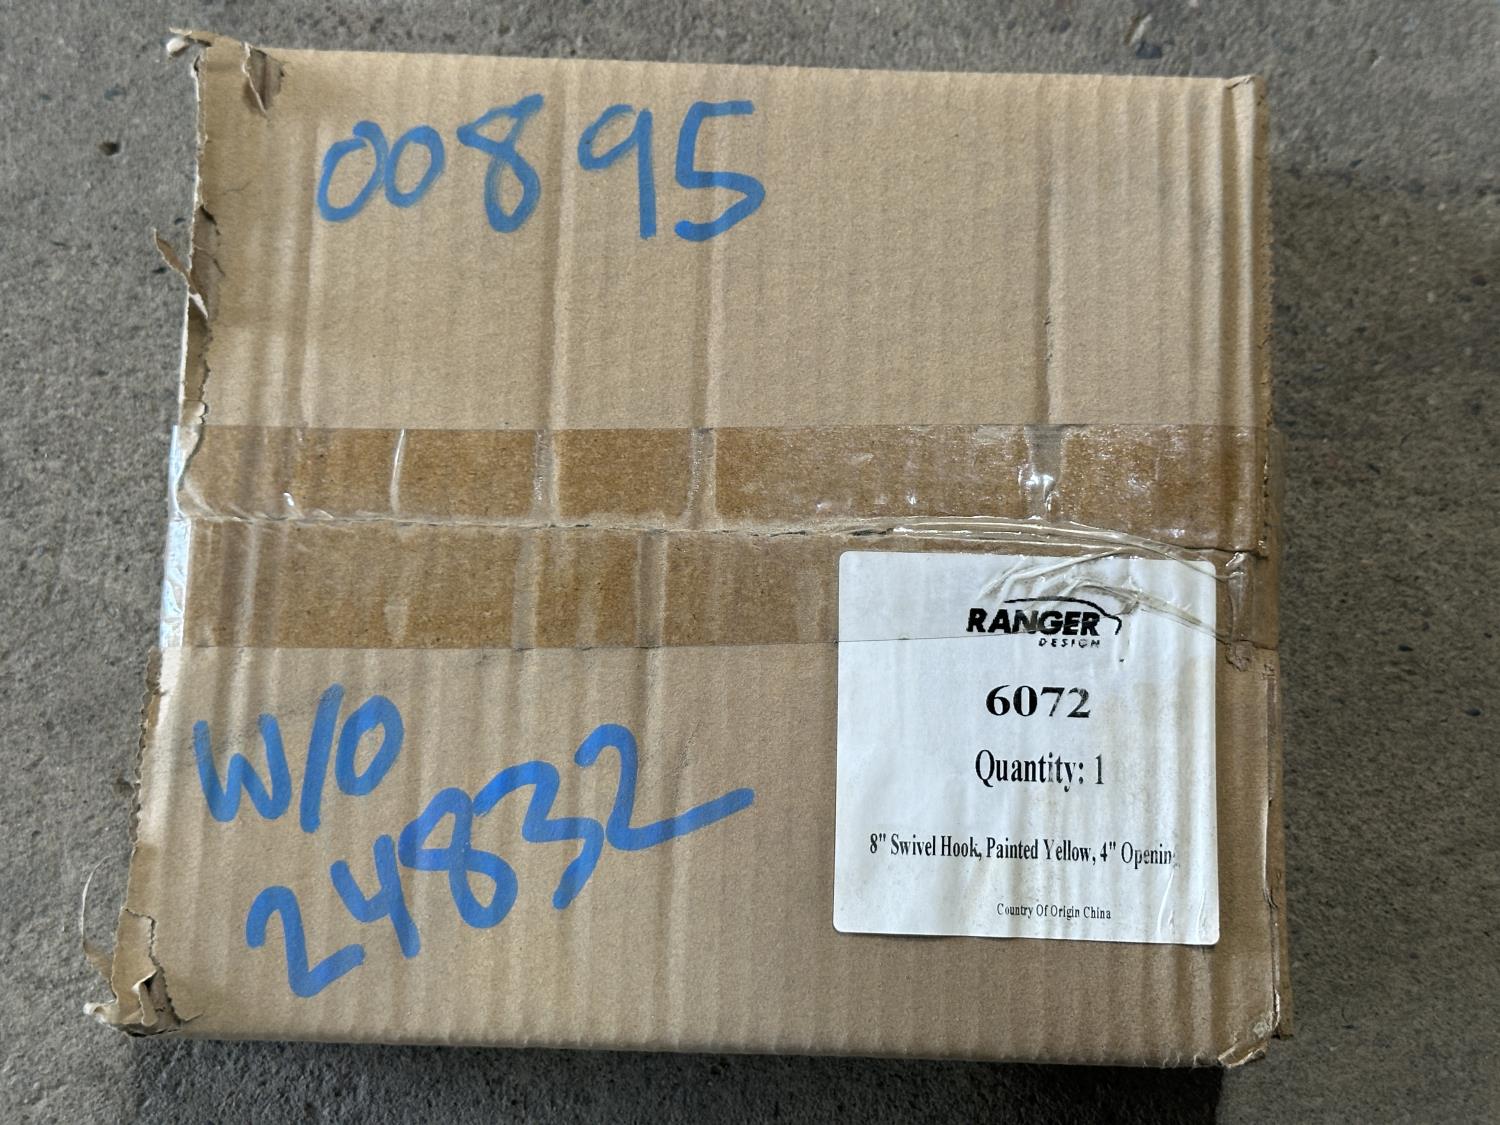 00895
RANGER
DESIGN
6072
Quantity: 1
8" Swivel Hook, Painted Yellow, 4" Openin
Country Of Origin China
W/O
24832